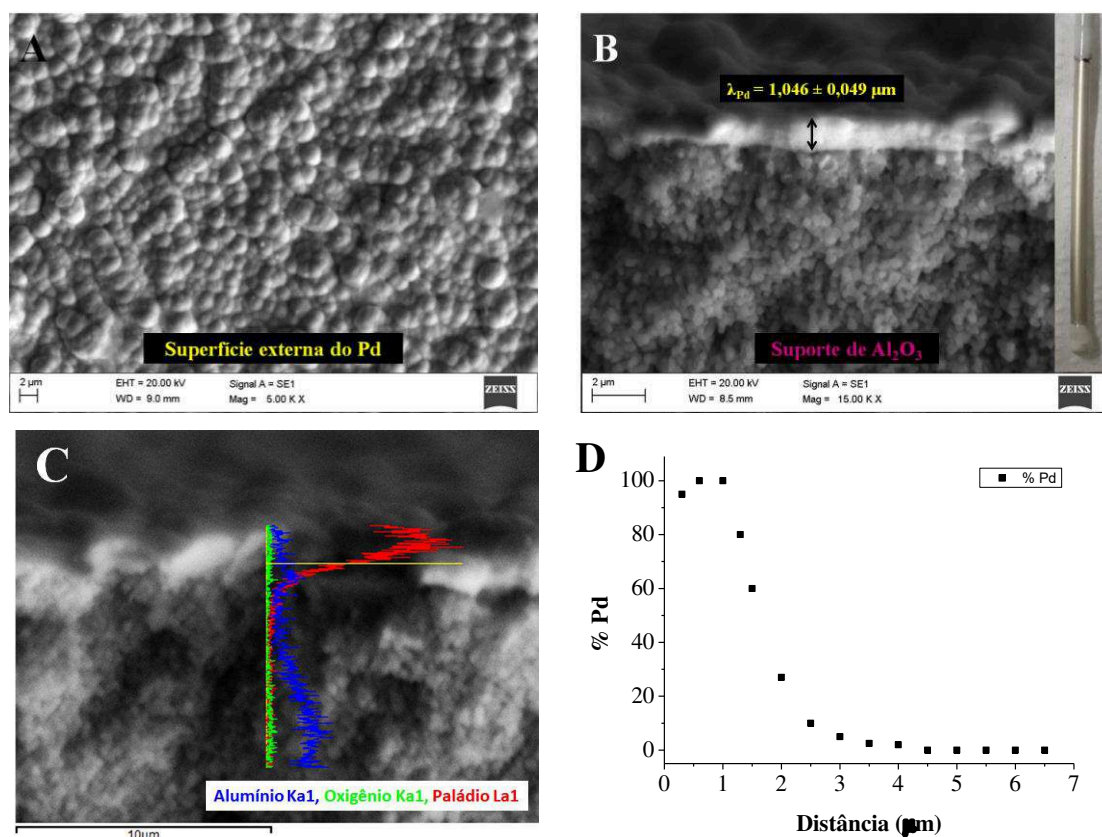 A
Superfície externa do Pd
2 µm
EHT = 20.00 kV
Signal A = SE1
WD = 9.0 mm
Mag = 5.00 K X
ZEISS
B
λPd = 1,046 ± 0,049 µm
Suporte de Al₂O₃
2 µm
EHT = 20.00 kV
Signal A = SE1
WD = 8.5 mm
Mag = 15.00 K X
ZEISS
C
Alumínio Ka1, Oxigênio Ka1, Paládio La1
10µm
D
% Pd
% Pd
100
80
60
40
20
0
0 1 2 3 4 5 6 7
Distância (µm)